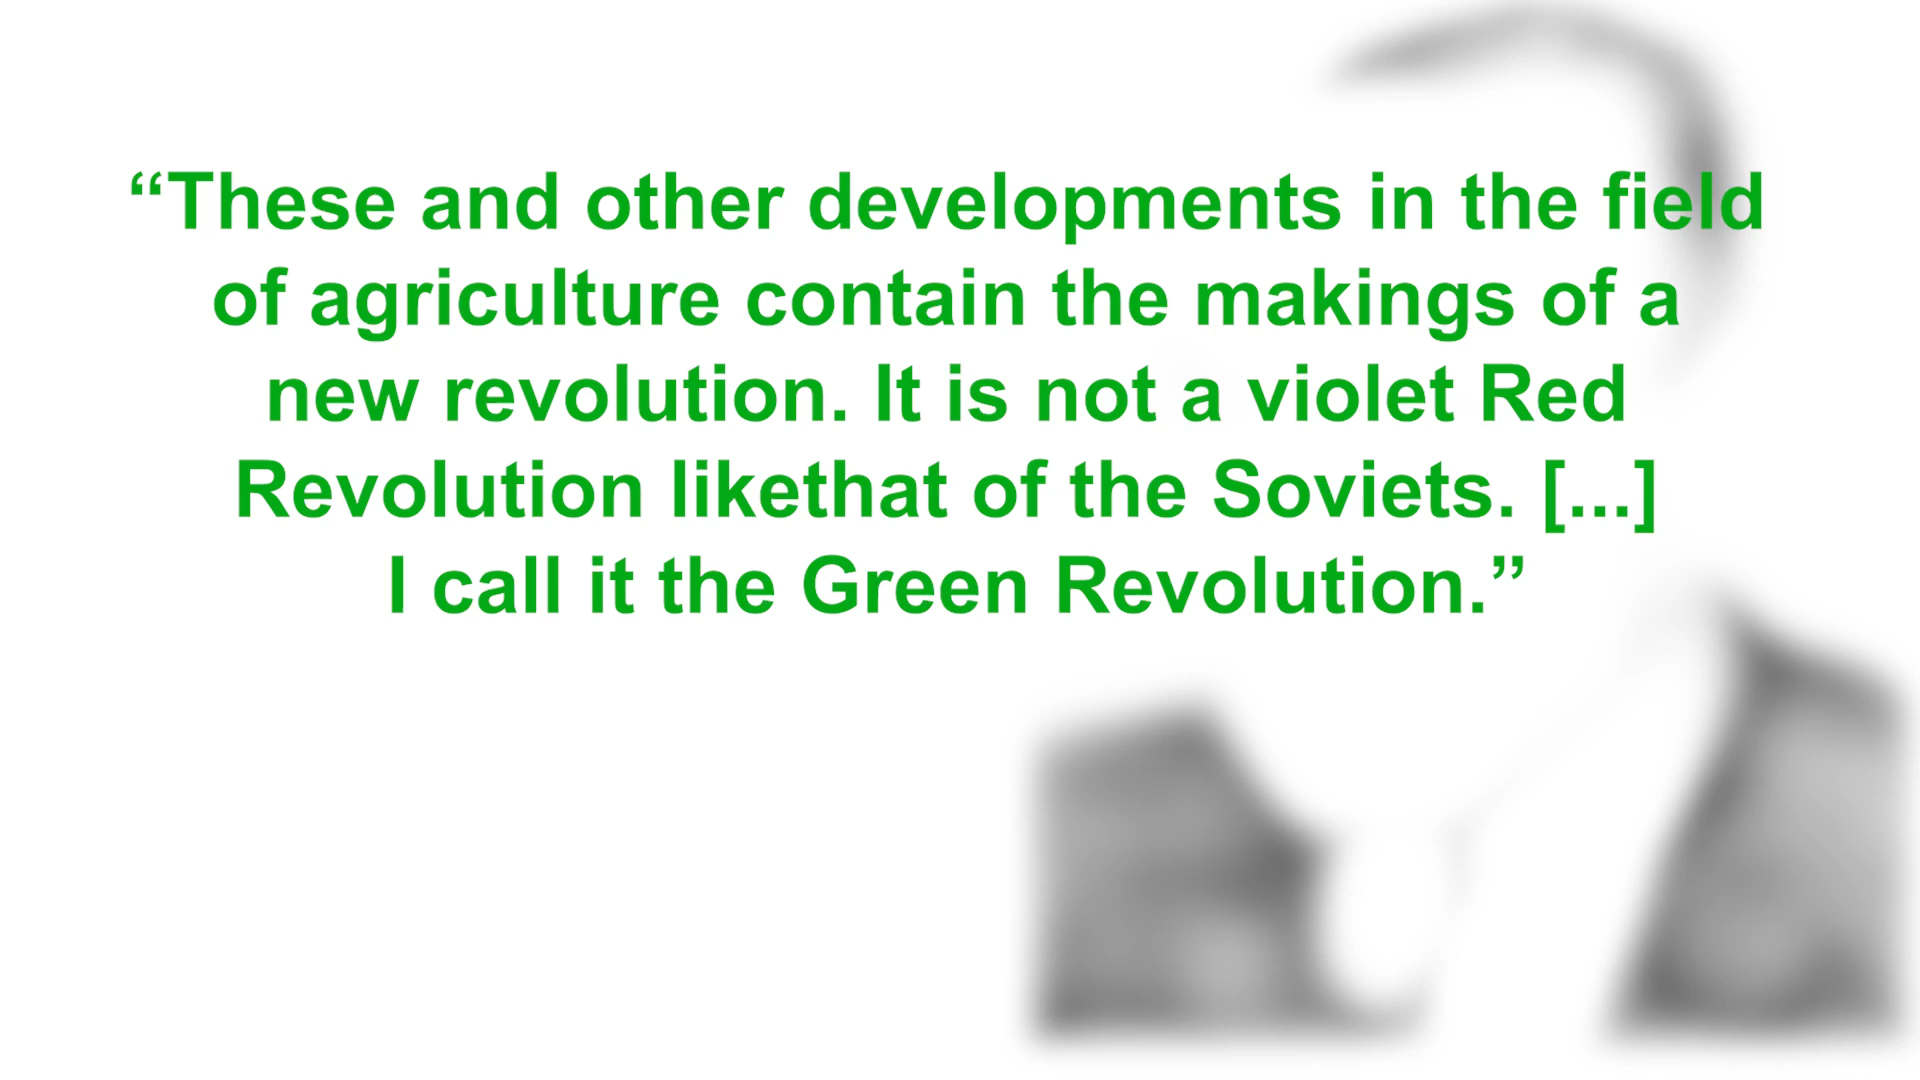 “These and other developments in the field
of agriculture contain the makings of a
new revolution. It is not a violet Red
Revolution likethat of the Soviets. [...]
I call it the Green Revolution.”